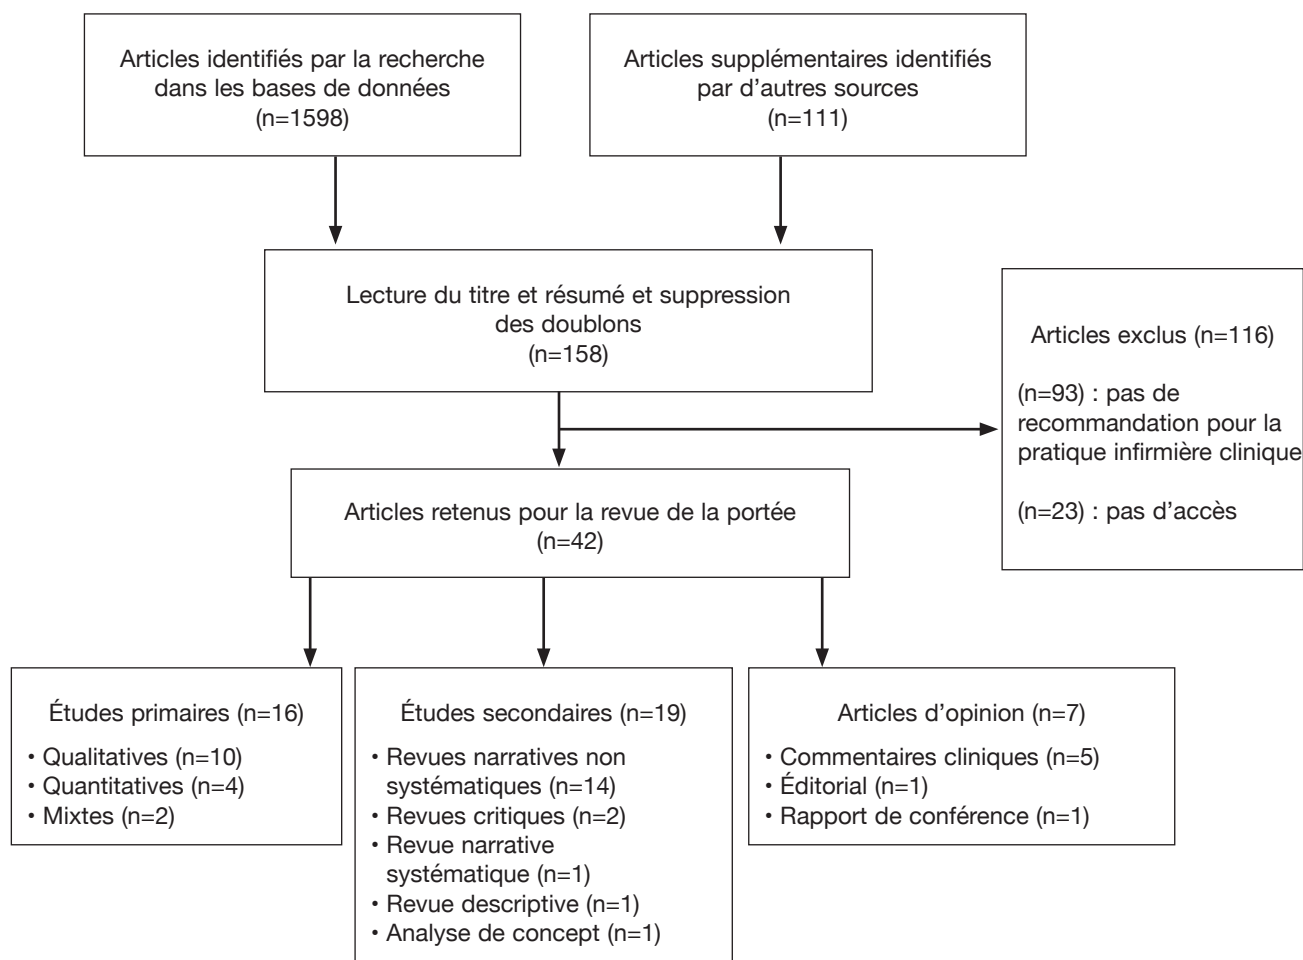 Articles identifiés par la recherche
dans les bases de données
(n=1598)
Articles supplémentaires identifiés
par d’autres sources
(n=111)
Lecture du titre et résumé et suppression
des doublons
(n=158)
Articles exclus (n=116)
(n=93) : pas de
recommandation pour la
pratique infirmière clinique
(n=23) : pas d’accès
Articles retenus pour la revue de la portée
(n=42)
Études primaires (n=16)
• Qualitatives (n=10)
• Quantitatives (n=4)
• Mixtes (n=2)
Études secondaires (n=19)
• Revues narratives non
systématiques (n=14)
• Revues critiques (n=2)
• Revue narrative
systématique (n=1)
• Revue descriptive (n=1)
• Analyse de concept (n=1)
Articles d’opinion (n=7)
• Commentaires cliniques (n=5)
• Éditorial (n=1)
• Rapport de conférence (n=1)